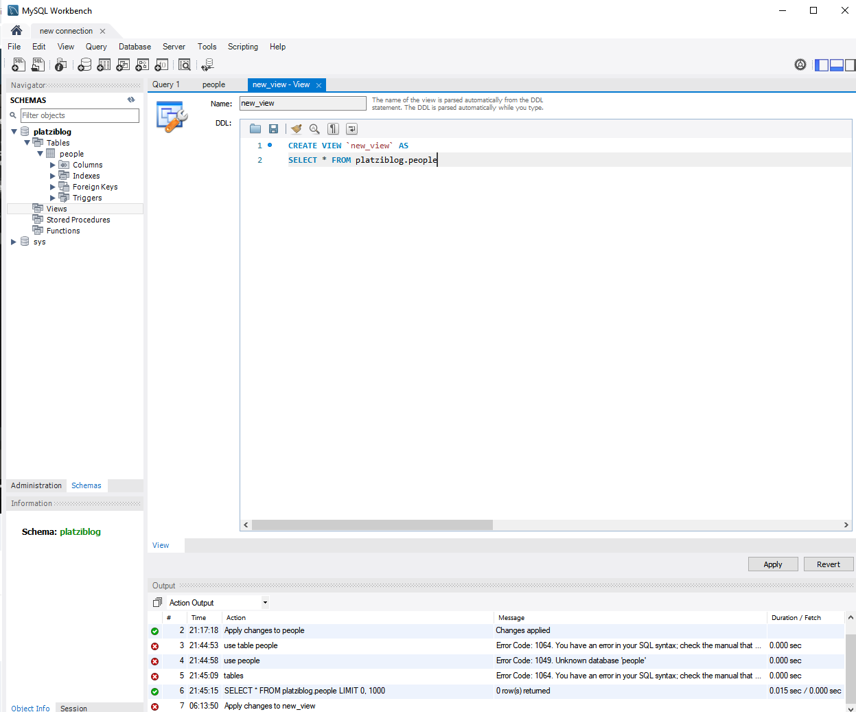 MySQL Workbench
new connection ×
File Edit View Query Database Server Tools Scripting Help
Navigator
SCHEMAS
Filter objects
platziblog
Tables
people
Columns
Indexes
Foreign Keys
Triggers
Views
Stored Procedures
Functions
sys
Administration Schemas
Information
Schema: platziblog
Object Info Session
Query 1 people new_view - View ×
Name: new_view
The name of the view is parsed automatically from the DDL
statement. The DDL is parsed automatically while you type.
DDL:
1 CREATE VIEW `new_view` AS
2 SELECT * FROM platziblog.people
View
Apply Revert
Output
Action Output
# Time Action Message Duration / Fetch
2 21:17:18 Apply changes to people Changes applied
3 21:44:53 use table people Error Code: 1064. You have an error in your SQL syntax; check the manual that ... 0.000 sec
4 21:44:58 use people Error Code: 1049. Unknown database 'people' 0.000 sec
5 21:45:09 tables Error Code: 1064. You have an error in your SQL syntax; check the manual that ... 0.000 sec
6 21:45:15 SELECT * FROM platziblog.people LIMIT 0, 1000 0 row(s) returned 0.015 sec / 0.000 sec
7 06:13:50 Apply changes to new_view